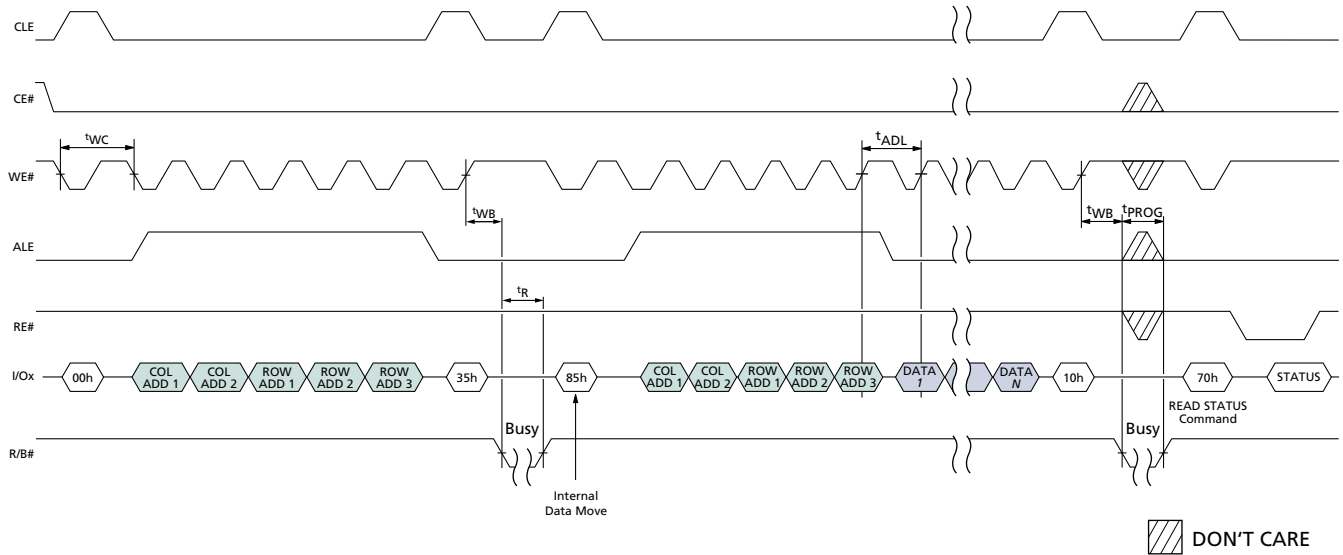 CLE
CE#
tWC
tADL
WE#
tWB
tWB
tPROG
ALE
tR
RE#
I/Ox
00h
COL ADD 1
COL ADD 2
ROW ADD 1
ROW ADD 2
ROW ADD 3
35h
85h
COL ADD 1
COL ADD 2
ROW ADD 1
ROW ADD 2
ROW ADD 3
DATA 1
DATA N
10h
70h
STATUS
READ STATUS
Command
Busy
Busy
R/B#
Internal
Data Move
DON'T CARE